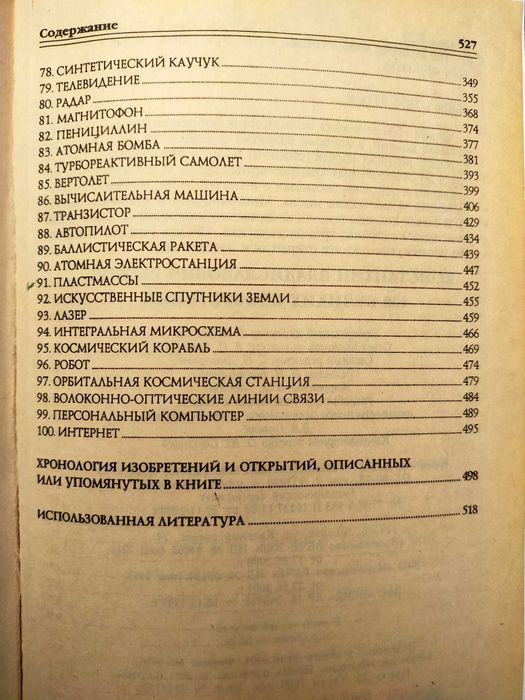 Содержание 527
78. СИНТЕТИЧЕСКИЙ КАУЧУК 349
79. ТЕЛЕВИДЕНИЕ 355
80. РАДАР 368
81. МАГНИТОФОН 374
82. ПЕНИЦИЛЛИН 377
83. АТОМНАЯ БОМБА 381
84. ТУРБОРЕАКТИВНЫЙ САМОЛЕТ 393
85. ВЕРТОЛЕТ 399
86. ВЫЧИСЛИТЕЛЬНАЯ МАШИНА 406
87. ТРАНЗИСТОР 429
88. АВТОПИЛОТ 434
89. БАЛЛИСТИЧЕСКАЯ РАКЕТА 439
90. АТОМНАЯ ЭЛЕКТРОСТАНЦИЯ 447
91. ПЛАСТМАССЫ 452
92. ИСКУССТВЕННЫЕ СПУТНИКИ ЗЕМЛИ 455
93. ЛАЗЕР 459
94. ИНТЕГРАЛЬНАЯ МИКРОСХЕМА 466
95. КОСМИЧЕСКИЙ КОРАБЛЬ 469
96. РОБОТ 474
97. ОРБИТАЛЬНАЯ КОСМИЧЕСКАЯ СТАНЦИЯ 479
98. ВОЛОКОННО-ОПТИЧЕСКИЕ ЛИНИИ СВЯЗИ 484
99. ПЕРСОНАЛЬНЫЙ КОМПЬЮТЕР 489
100. ИНТЕРНЕТ 495
ХРОНОЛОГИЯ ИЗОБРЕТЕНИЙ И ОТКРЫТИЙ, ОПИСАННЫХ
ИЛИ УПОМЯНУТЫХ В КНИГЕ 498
ИСПОЛЬЗОВАННАЯ ЛИТЕРАТУРА 518